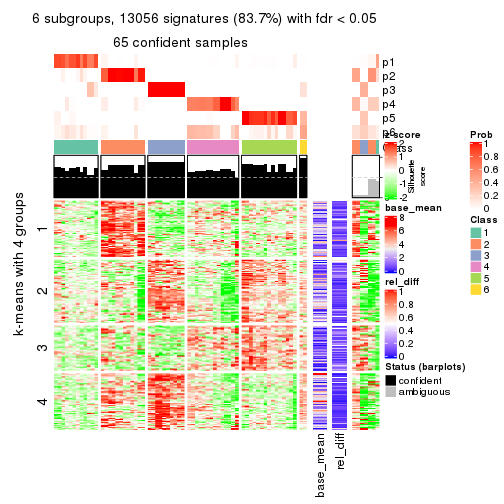 6 subgroups, 13056 signatures (83.7%) with fdr < 0.05
65 confident samples
p1
p2
p3
p4
p5
p6
Class
z-score
2
1
0
-1
-2
Silhouette
score
Prob
1
0.8
0.6
0.4
0.2
0
base_mean
8
6
4
2
0
Class
1
2
3
4
5
6
rel_diff
1
0.8
0.6
0.4
0.2
0
Status (barplots)
confident
ambiguous
k-means with 4 groups
1
2
3
4
base_mean
rel_diff